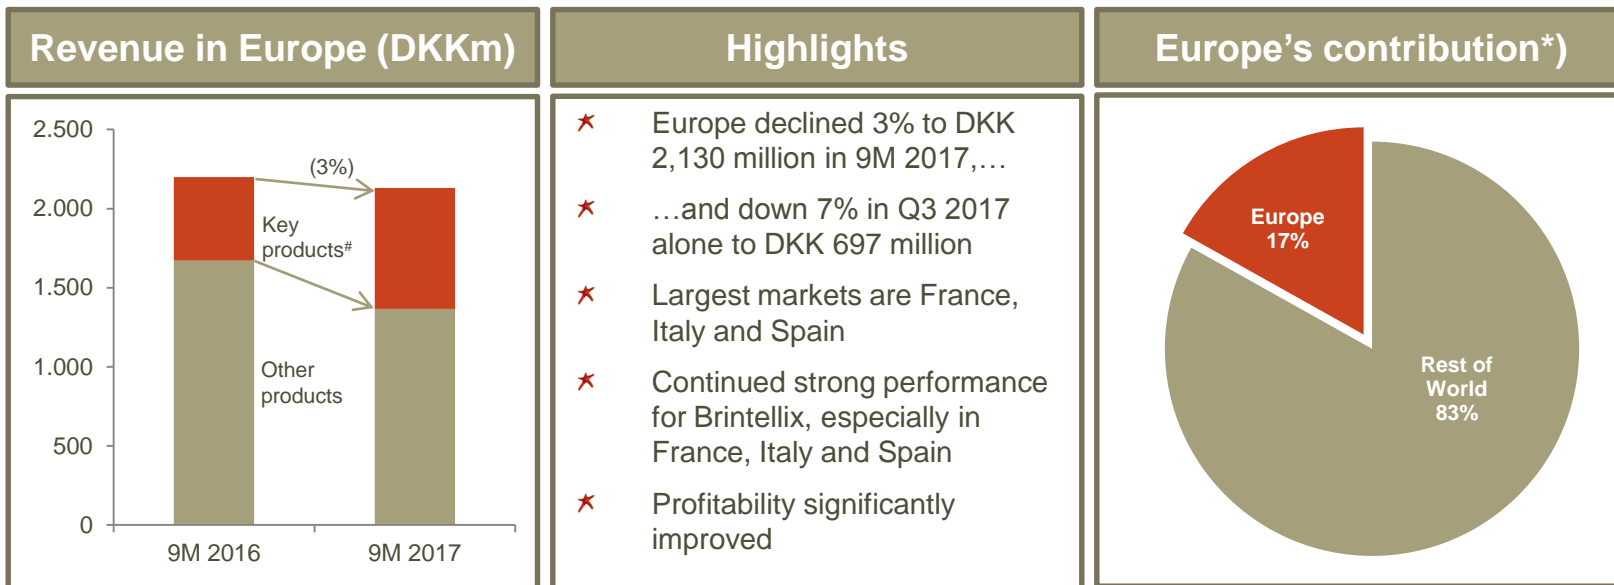 Revenue in Europe (DKKm)
2.500
2.000
1.500
1.000
500
0
(3%)
Key
products#
Other
products
9M 2016
9M 2017
Highlights
Europe declined 3% to DKK
2,130 million in 9M 2017,…
…and down 7% in Q3 2017
alone to DKK 697 million
Largest markets are France,
Italy and Spain
Continued strong performance
for Brintellix, especially in
France, Italy and Spain
Profitability significantly
improved
Europe's contribution*)
Europe
17%
Rest of
World
83%